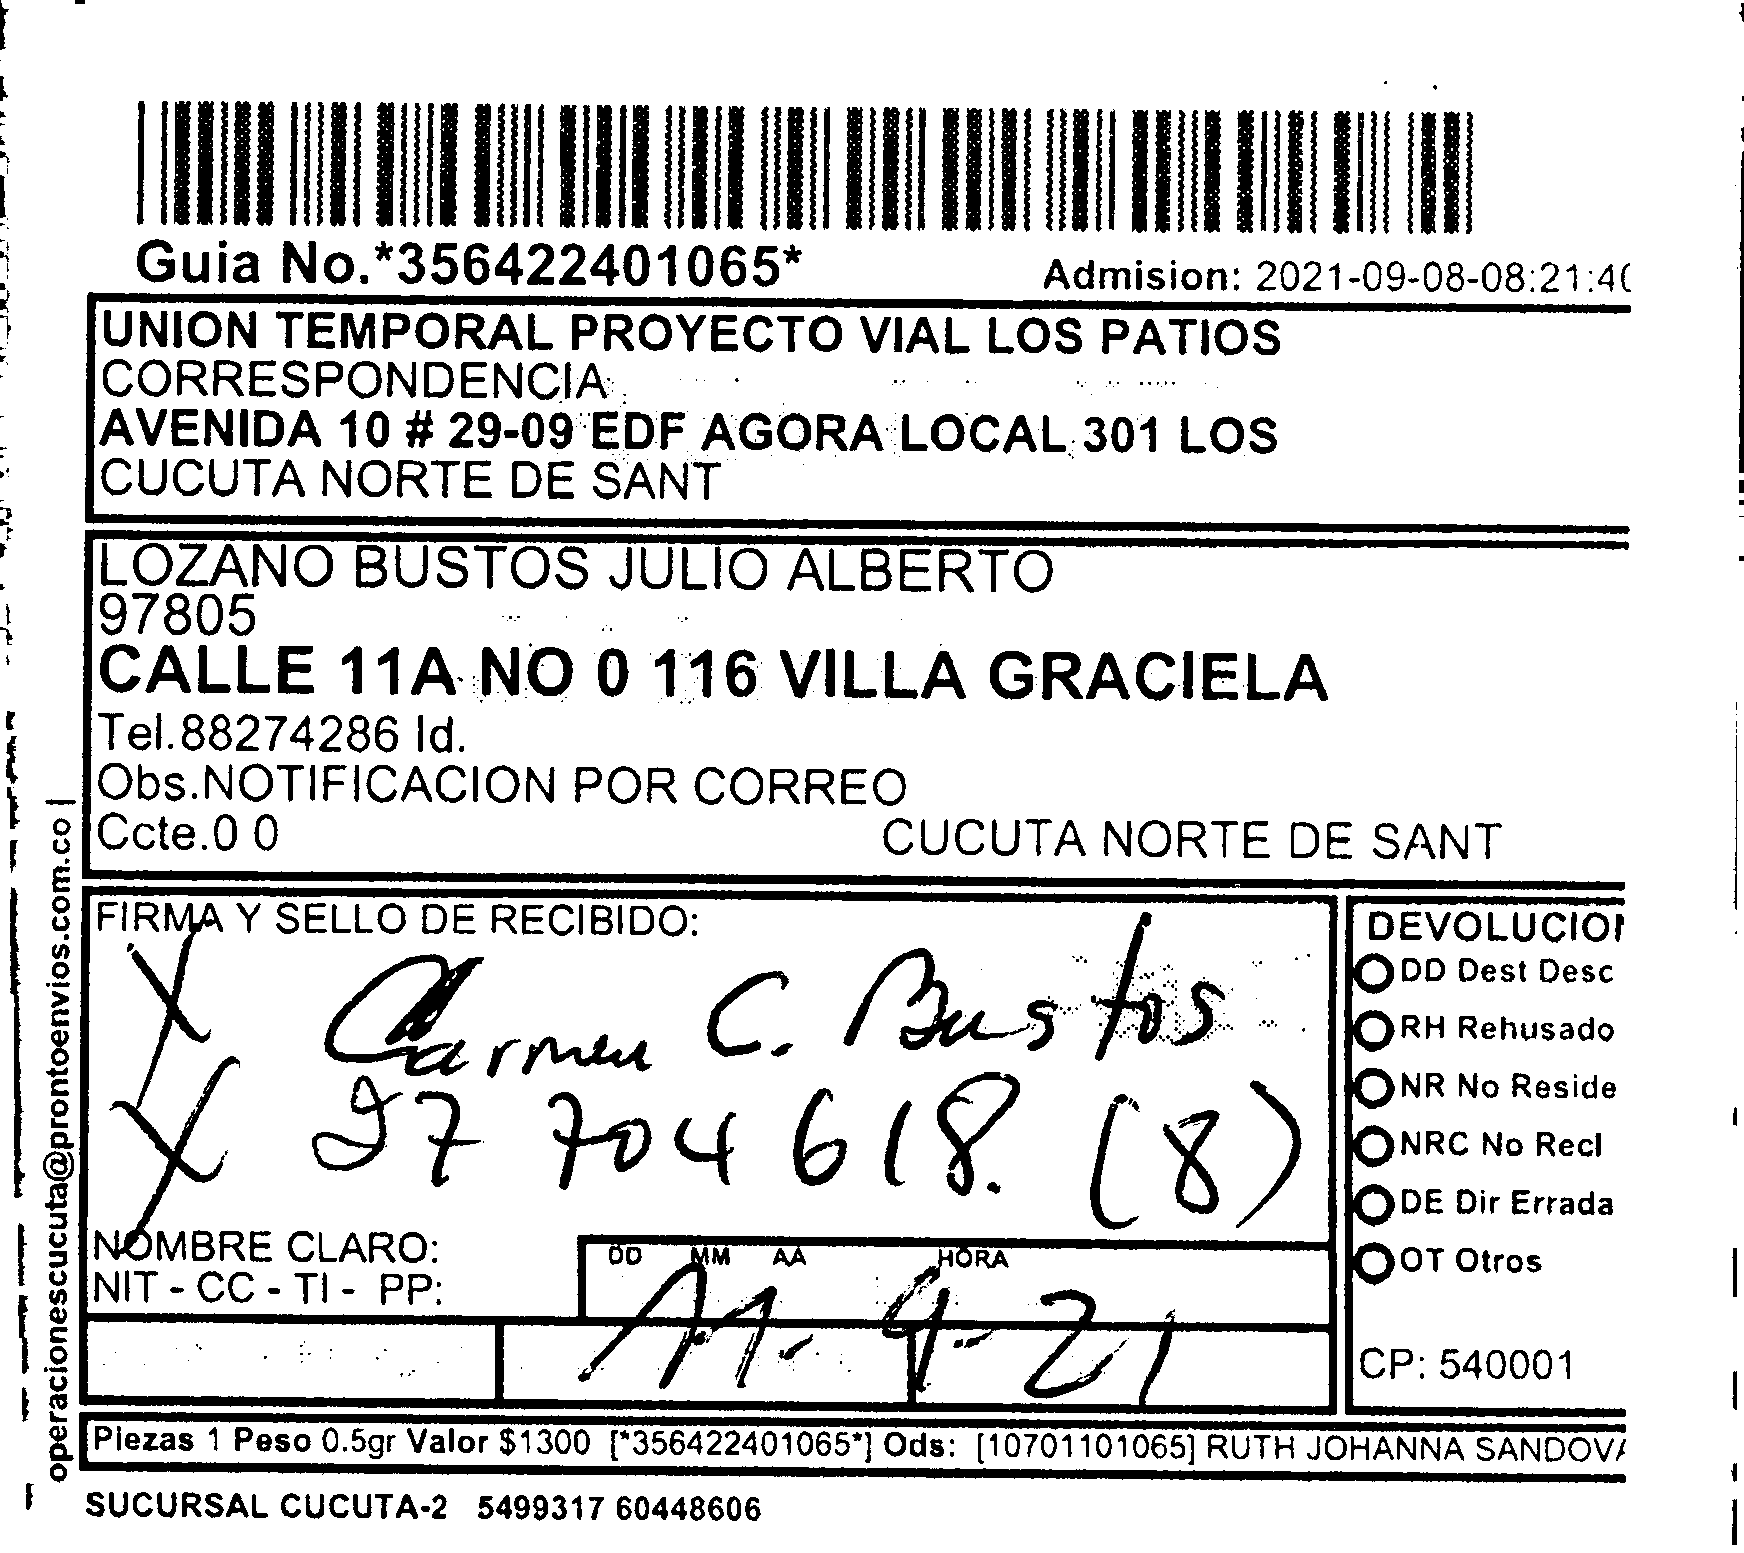 Guia No.*356422401065*
Admision: 2021-09-08-08:21:4
UNION TEMPORAL PROYECTO VIAL LOS PATIOS
CORRESPONDENCIA
AVENIDA 10 # 29-09 EDF AGORA LOCAL 301 LOS
CUCUTA NORTE DE SANT
LOZANO BUSTOS JULIO ALBERTO
97805
CALLE 11A NO 0 116 VILLA GRACIELA
Tel.88274286 Id.
Obs.NOTIFICACION POR CORREO
Ccte.0 0 CUCUTA NORTE DE SANT
FIRMA Y SELLO DE RECIBIDO:
X Carmen C. Bustos
X 27 704 618. (8)
NOMBRE CLARO:
NIT - CC - TI - PP:
DD MM AA HORA
11-9-21
DEVOLUCIO
DD Dest Desc
RH Rehusado
NR No Reside
NRC No Recl
DE Dir Errada
OT Otros
CP: 540001
Piezas 1 Peso 0.5gr Valor $1300 [*356422401065*] Ods: [10701101065] RUTH JOHANNA SANDOV
SUCURSAL CUCUTA-2 5499317 60448606
operacionescucuta@prontoenvios.com.co |